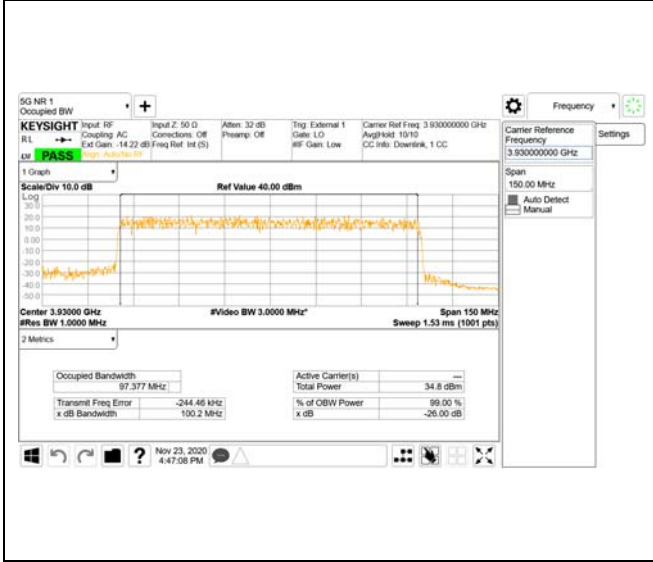 5G NR 1
Occupied BW
Frequency
KEYSIGHT
R L
PASS
Input: RF
Coupling: AC
Ext Gain: -14.22 dB
Align: Auto/No RF
Input Z: 50 Ω
Corrections: Off
Freq Ref: Int (S)
Atten: 32 dB
Preamp: Off
Trig: External 1
Gate: LO
#IF Gain: Low
Carrier Ref Freq: 3.930000000 GHz
Avg|Hold: 10/10
CC Info: Downlink, 1 CC
Carrier Reference
Frequency
3.930000000 GHz
Settings
Span
150.00 MHz
Auto Detect
Manual
1 Graph
Scale/Div 10.0 dB
Ref Value 40.00 dBm
Log
30.0
20.0
10.0
0.00
-10.0
-20.0
-30.0
-40.0
-50.0
Center 3.93000 GHz
#Video BW 3.0000 MHz*
Span 150 MHz
#Res BW 1.0000 MHz
Sweep 1.53 ms (1001 pts)
2 Metrics
Occupied Bandwidth
97.377 MHz
Transmit Freq Error -244.46 kHz
x dB Bandwidth 100.2 MHz
Active Carrier(s) ---
Total Power 34.8 dBm
% of OBW Power 99.00 %
x dB -26.00 dB
Nov 23, 2020
4:47:08 PM